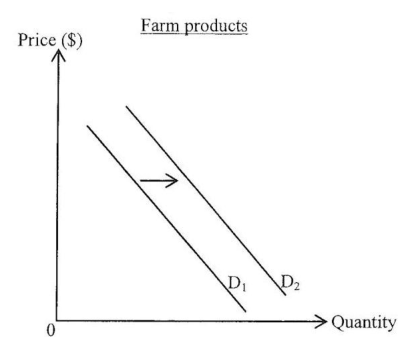 Farm products
Price ($)
D₁
D₂
Quantity
0